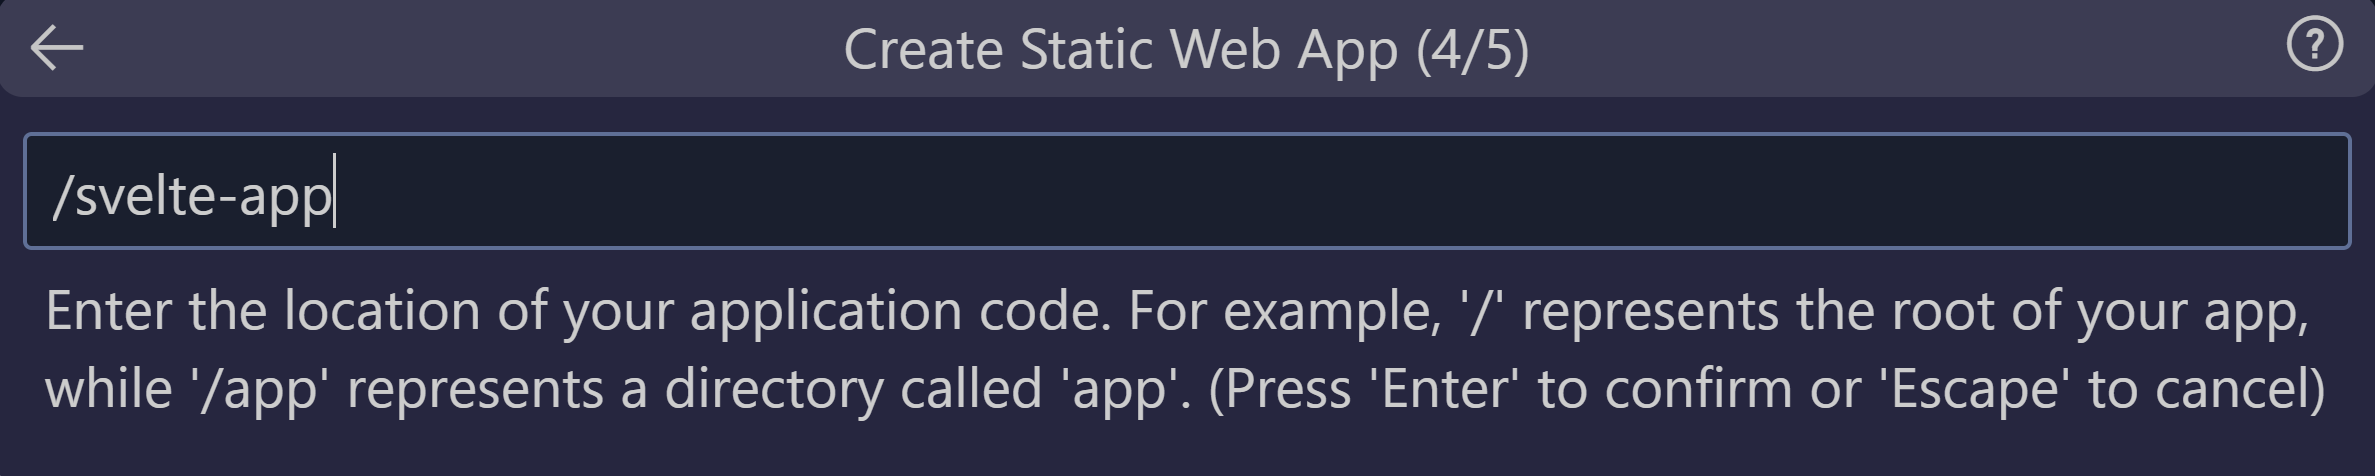 Create Static Web App (4/5)
/svelte-app
Enter the location of your application code. For example, '/' represents the root of your app,
while '/app' represents a directory called 'app'. (Press 'Enter' to confirm or 'Escape' to cancel)